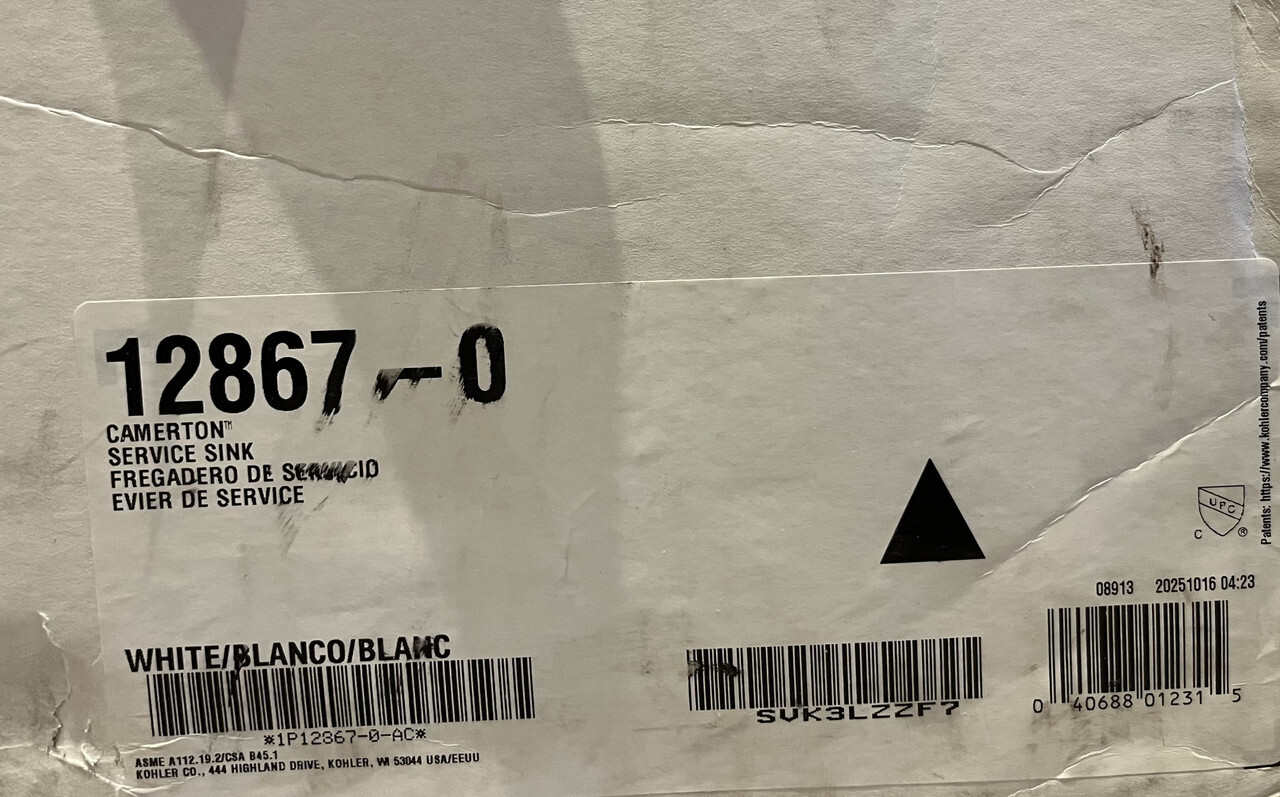 12867-0
CAMERTON™
SERVICE SINK
FREGADERO DE SERVICIO
EVIER DE SERVICE
WHITE/BLANCO/BLANC
*1P12867-0-AC*
ASME A112.19.2/CSA B45.1
KOHLER CO., 444 HIGHLAND DRIVE, KOHLER, WI 53044 USA/EEUU
SVK3LZZF7
UPC
C ®
08913 20251016 04:23
0 40688 01231 5
Patents: https://www.kohlercompany.com/patents